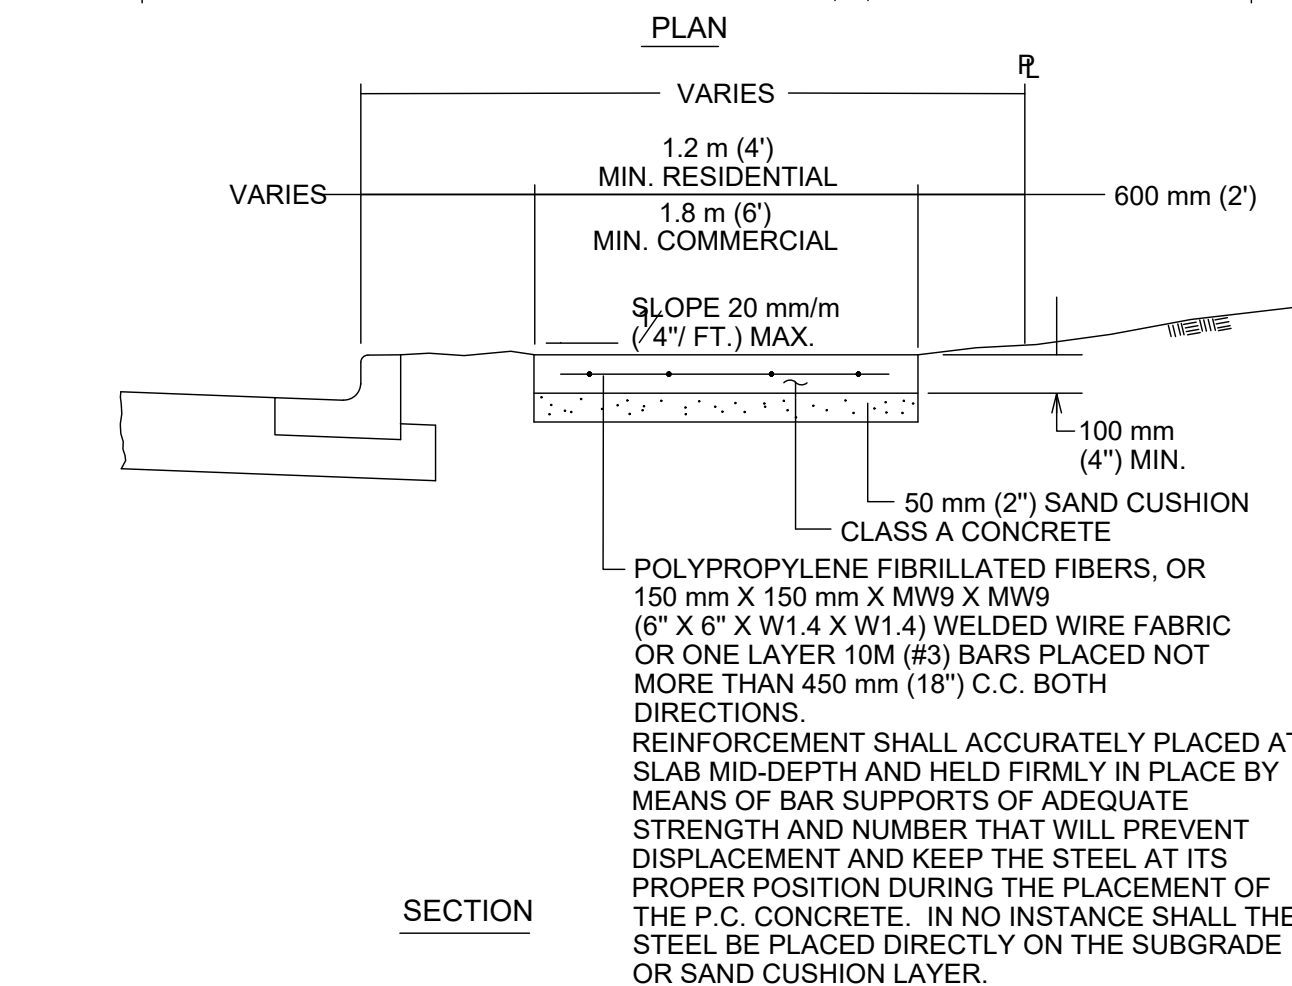 PLAN
PL
VARIES
1.2 m (4')
MIN. RESIDENTIAL
VARIES
600 mm (2')
1.8 m (6')
MIN. COMMERCIAL
SLOPE 20 mm/m
(1/4"/ FT.) MAX.
100 mm
(4") MIN.
50 mm (2") SAND CUSHION
CLASS A CONCRETE
POLYPROPYLENE FIBRILLATED FIBERS, OR
150 mm X 150 mm X MW9 X MW9
(6" X 6" X W1.4 X W1.4) WELDED WIRE FABRIC
OR ONE LAYER 10M (#3) BARS PLACED NOT
MORE THAN 450 mm (18") C.C. BOTH
DIRECTIONS.
REINFORCEMENT SHALL ACCURATELY PLACED AT
SLAB MID-DEPTH AND HELD FIRMLY IN PLACE BY
MEANS OF BAR SUPPORTS OF ADEQUATE
STRENGTH AND NUMBER THAT WILL PREVENT
DISPLACEMENT AND KEEP THE STEEL AT ITS
PROPER POSITION DURING THE PLACEMENT OF
THE P.C. CONCRETE. IN NO INSTANCE SHALL THE
STEEL BE PLACED DIRECTLY ON THE SUBGRADE
OR SAND CUSHION LAYER.
SECTION